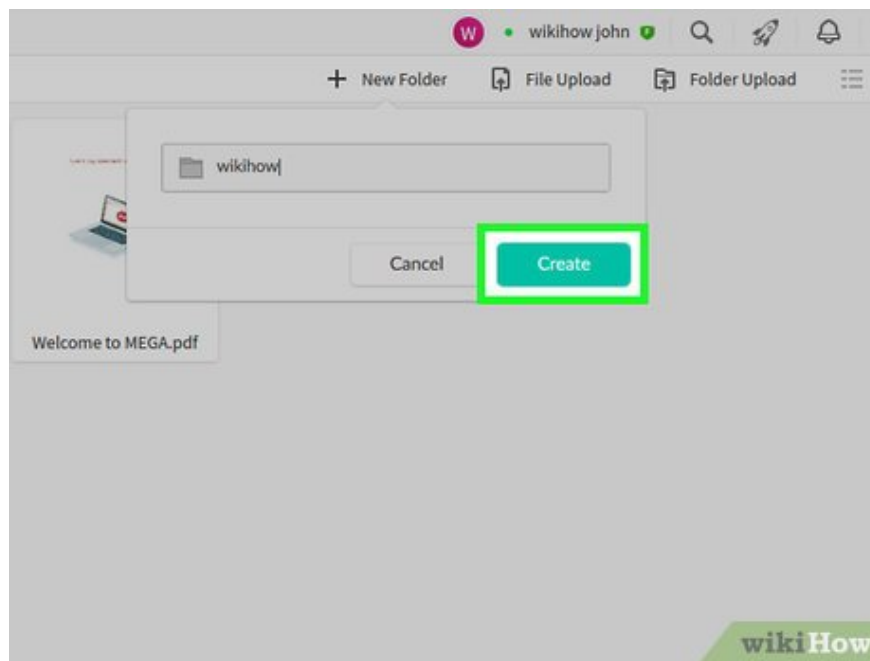 W wikihow john
New Folder File Upload Folder Upload
wikihow
Cancel Create
Welcome to MEGA.pdf
wikiHow